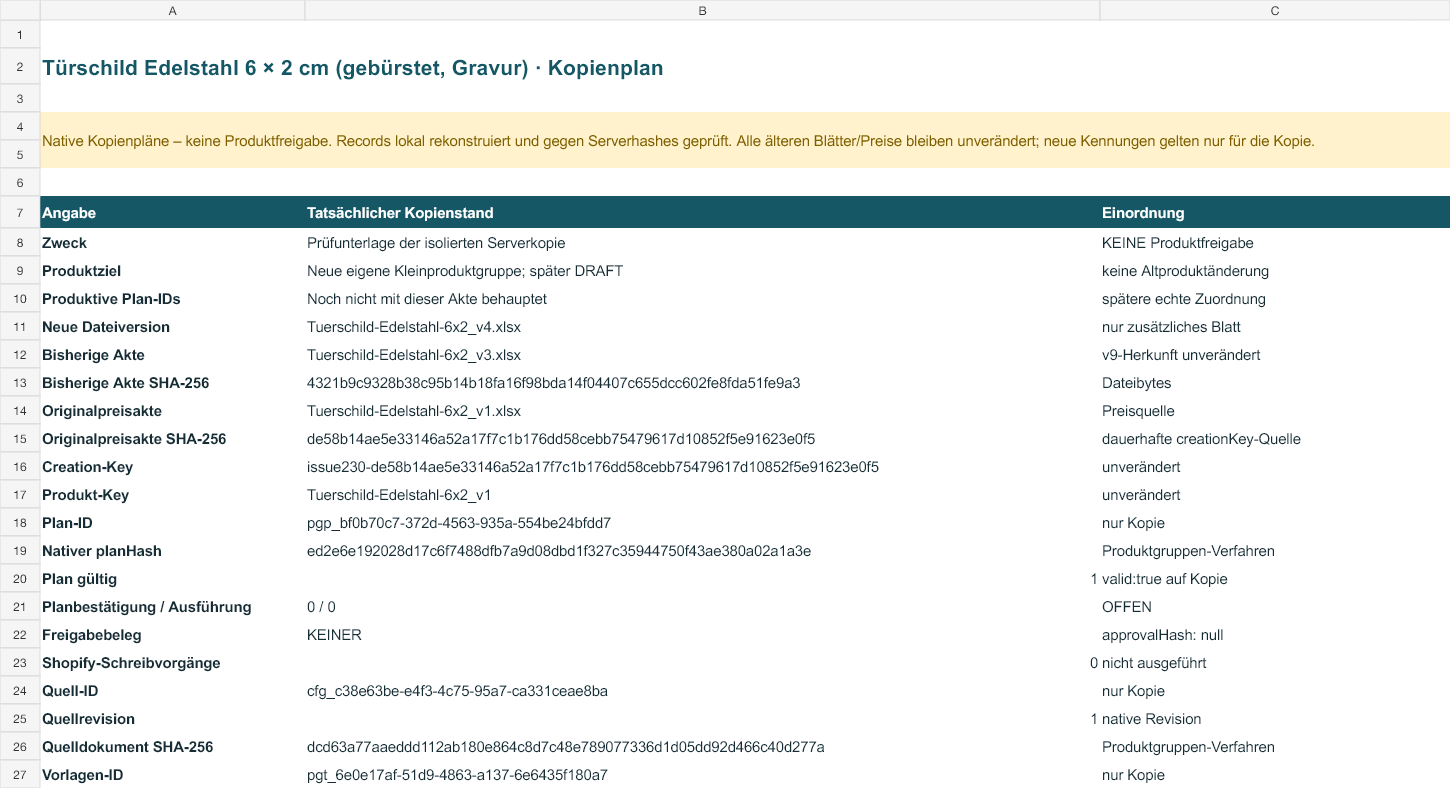 A B C
1
2 Türschild Edelstahl 6 × 2 cm (gebürstet, Gravur) · Kopienplan
3
4
Native Kopienpläne – keine Produktfreigabe. Records lokal rekonstruiert und gegen Serverhashes geprüft. Alle älteren Blätter/Preise bleiben unverändert; neue Kennungen gelten nur für die Kopie.
5
6
7 Angabe Tatsächlicher Kopienstand Einordnung
8 Zweck Prüfunterlage der isolierten Serverkopie KEINE Produktfreigabe
9 Produktziel Neue eigene Kleinproduktgruppe; später DRAFT keine Altproduktänderung
10 Produktive Plan-IDs Noch nicht mit dieser Akte behauptet spätere echte Zuordnung
11 Neue Dateiversion Tuerschild-Edelstahl-6x2_v4.xlsx nur zusätzliches Blatt
12 Bisherige Akte Tuerschild-Edelstahl-6x2_v3.xlsx v9-Herkunft unverändert
13 Bisherige Akte SHA-256 4321b9c9328b38c95b14b18fa16f98bda14f04407c655dcc602fe8fda51fe9a3 Dateibytes
14 Originalpreisakte Tuerschild-Edelstahl-6x2_v1.xlsx Preisquelle
15 Originalpreisakte SHA-256 de58b14ae5e33146a52a17f7c1b176dd58cebb75479617d10852f5e91623e0f5 dauerhafte creationKey-Quelle
16 Creation-Key issue230-de58b14ae5e33146a52a17f7c1b176dd58cebb75479617d10852f5e91623e0f5 unverändert
17 Produkt-Key Tuerschild-Edelstahl-6x2_v1 unverändert
18 Plan-ID pgp_bf0b70c7-372d-4563-935a-554be24bfdd7 nur Kopie
19 Nativer planHash ed2e6e192028d17c6f7488dfb7a9d08dbd1f327c35944750f43ae380a02a1a3e Produktgruppen-Verfahren
20 Plan gültig 1 valid:true auf Kopie
21 Planbestätigung / Ausführung 0 / 0 OFFEN
22 Freigabebeleg KEINER approvalHash: null
23 Shopify-Schreibvorgänge 0 nicht ausgeführt
24 Quell-ID cfg_c38e63be-e4f3-4c75-95a7-ca331ceae8ba nur Kopie
25 Quellrevision 1 native Revision
26 Quelldokument SHA-256 dcd63a77aaeddd112ab180e864c8d7c48e789077336d1d05dd92d466c40d277a Produktgruppen-Verfahren
27 Vorlagen-ID pgt_6e0e17af-51d9-4863-a137-6e6435f180a7 nur Kopie